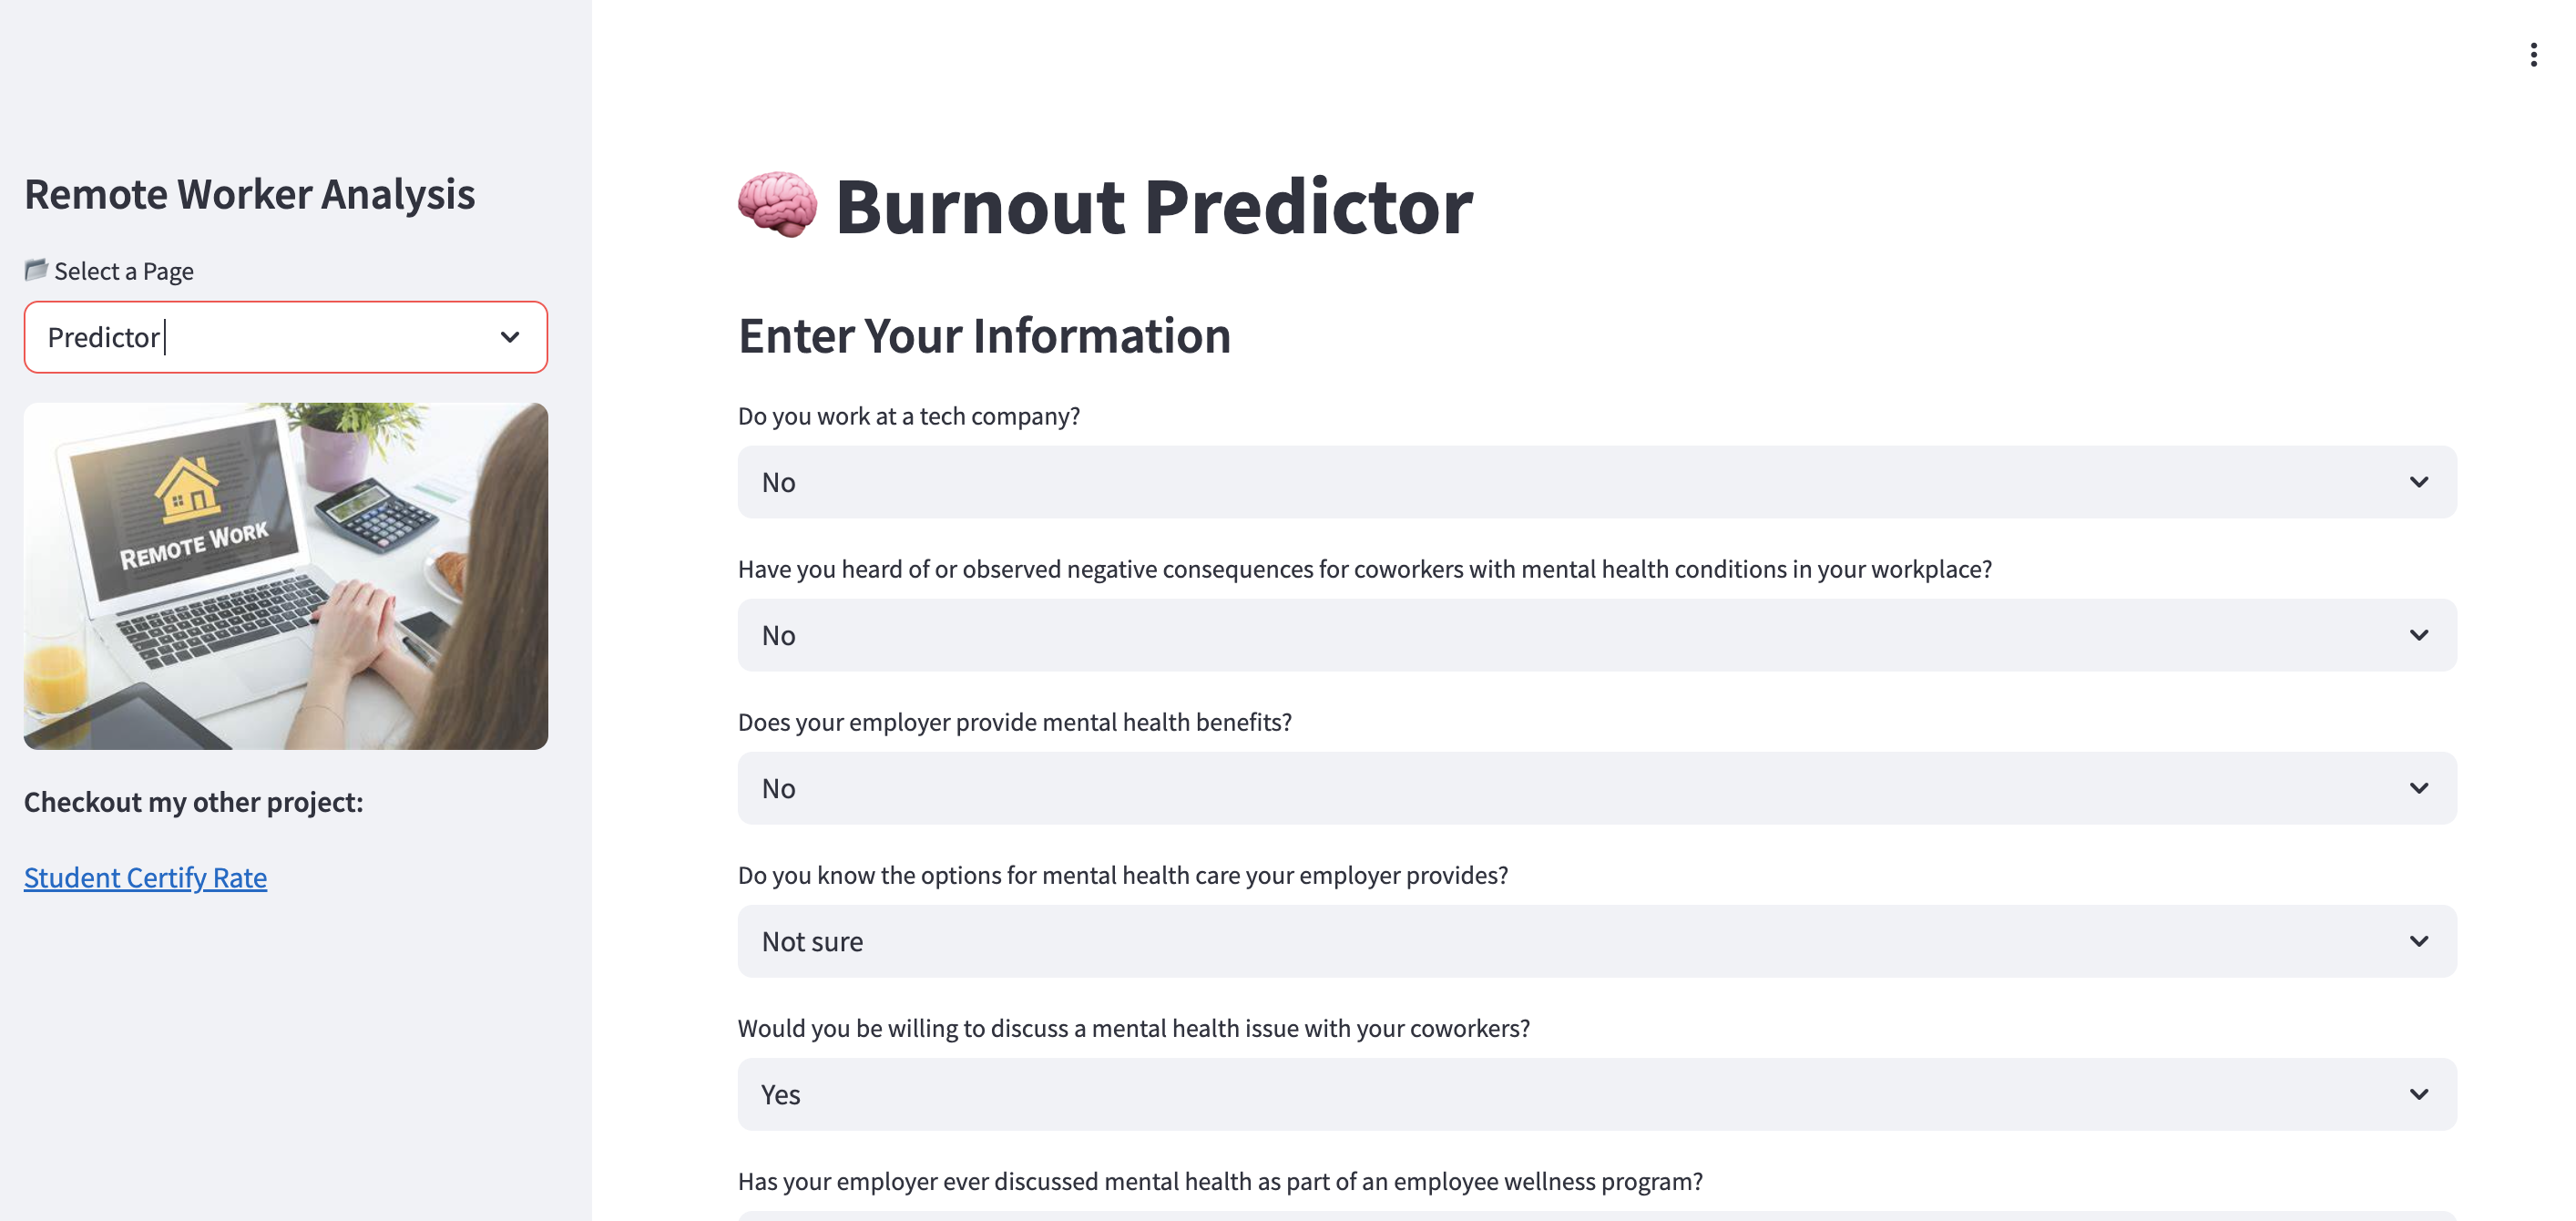 Remote Worker Analysis
Select a Page
Predictor
REMOTE WORK
Checkout my other project:
Student Certify Rate
Burnout Predictor
Enter Your Information
Do you work at a tech company?
No
Have you heard of or observed negative consequences for coworkers with mental health conditions in your workplace?
No
Does your employer provide mental health benefits?
No
Do you know the options for mental health care your employer provides?
Not sure
Would you be willing to discuss a mental health issue with your coworkers?
Yes
Has your employer ever discussed mental health as part of an employee wellness program?